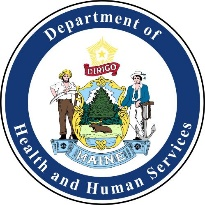 Department of
DIRIGO
MAINE
Health and Human Services